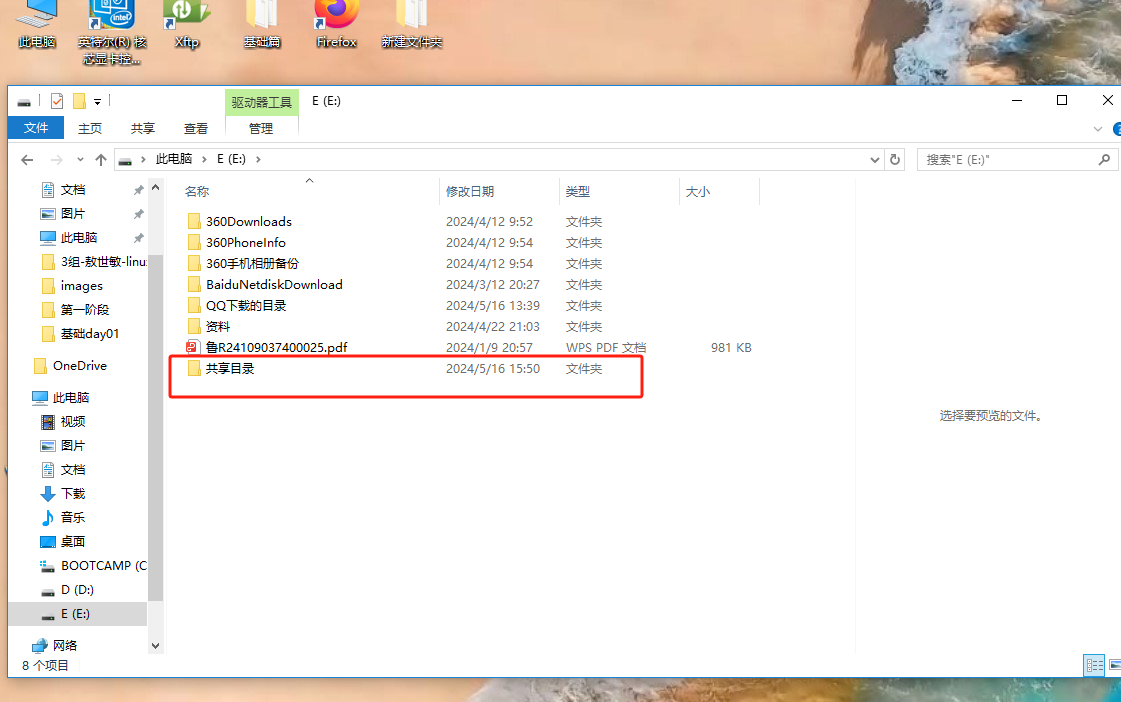 此电脑
英特尔(R) 核
芯显卡控...
Xftp
基础篇
Firefox
新建文件夹
驱动器工具
E (E:)
文件
主页
共享
查看
管理
此电脑 › E (E:) ›
搜索"E (E:)"
文档
图片
此电脑
3组-敖世敏-linu
images
第一阶段
基础day01
OneDrive
此电脑
视频
图片
文档
下载
音乐
桌面
BOOTCAMP (C
D (D:)
E (E:)
网络
名称 修改日期 类型 大小
360Downloads 2024/4/12 9:52 文件夹
360PhoneInfo 2024/4/12 9:54 文件夹
360手机相册备份 2024/4/12 9:54 文件夹
BaiduNetdiskDownload 2024/3/12 20:27 文件夹
QQ下载的目录 2024/5/16 13:39 文件夹
资料 2024/4/22 21:03 文件夹
鲁R24109037400025.pdf 2024/1/9 20:57 WPS PDF 文档 981 KB
共享目录 2024/5/16 15:50 文件夹
选择要预览的文件。
8 个项目